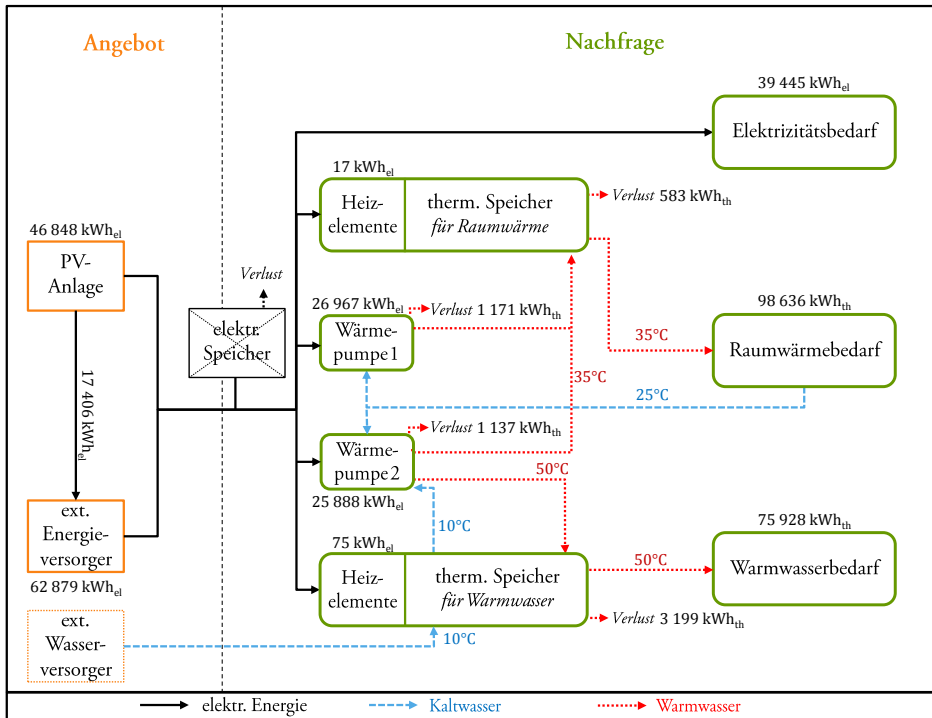 Angebot
Nachfrage
39 445 kWhel
Elektrizitätsbedarf
17 kWhel
Heiz-
elemente
therm. Speicher
für Raumwärme
Verlust 583 kWhth
46 848 kWhel
PV-
Anlage
Verlust
elektr.
Speicher
26 967 kWhel
Wärme-
pumpe 1
Verlust 1 171 kWhth
98 636 kWhth
Raumwärmebedarf
35°C
35°C
25°C
17 406 kWhel
Wärme-
pumpe 2
25 888 kWhel
Verlust 1 137 kWhth
50°C
10°C
ext.
Energie-
versorger
62 879 kWhel
75 kWhel
Heiz-
elemente
therm. Speicher
für Warmwasser
50°C
75 928 kWhth
Warmwasserbedarf
Verlust 3 199 kWhth
ext.
Wasser-
versorger
10°C
elektr. Energie
Kaltwasser
Warmwasser